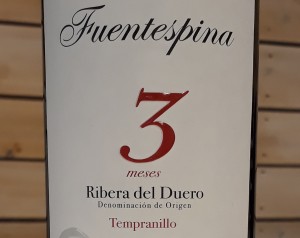 Fuentespina
3
meses
Ribera del Duero
Denominación de Origen
Tempranillo